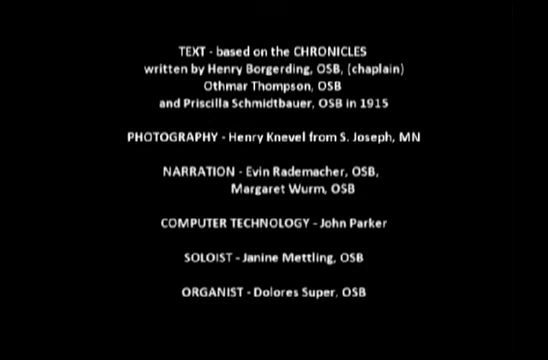 TEXT - based on the CHRONICLES
written by Henry Borgerding, OSB, (chaplain)
Othmar Thompson, OSB
and Priscilla Schmidtbauer, OSB in 1915
PHOTOGRAPHY - Henry Knevel from S. Joseph, MN
NARRATION - Evin Rademacher, OSB,
Margaret Wurm, OSB
COMPUTER TECHNOLOGY - John Parker
SOLOIST - Janine Mettling, OSB
ORGANIST - Dolores Super, OSB